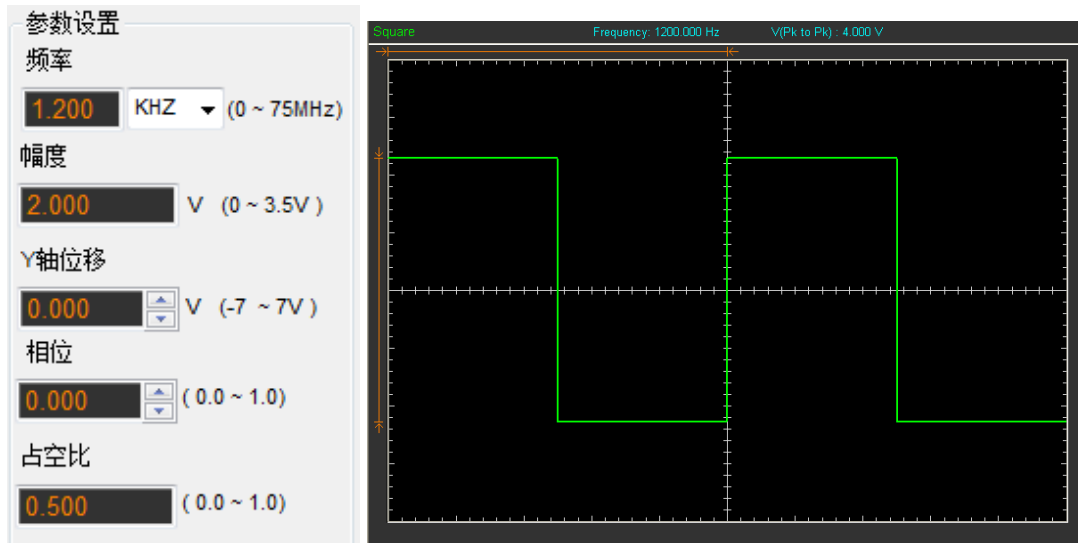 参数设置
频率
1.200 KHZ (0 ~ 75MHz)
幅度
2.000 V (0 ~ 3.5V )
Y轴位移
0.000 V (-7 ~ 7V )
相位
0.000 ( 0.0 ~ 1.0)
占空比
0.500 ( 0.0 ~ 1.0)
Square Frequency: 1200.000 Hz V(Pk to Pk) : 4.000 V